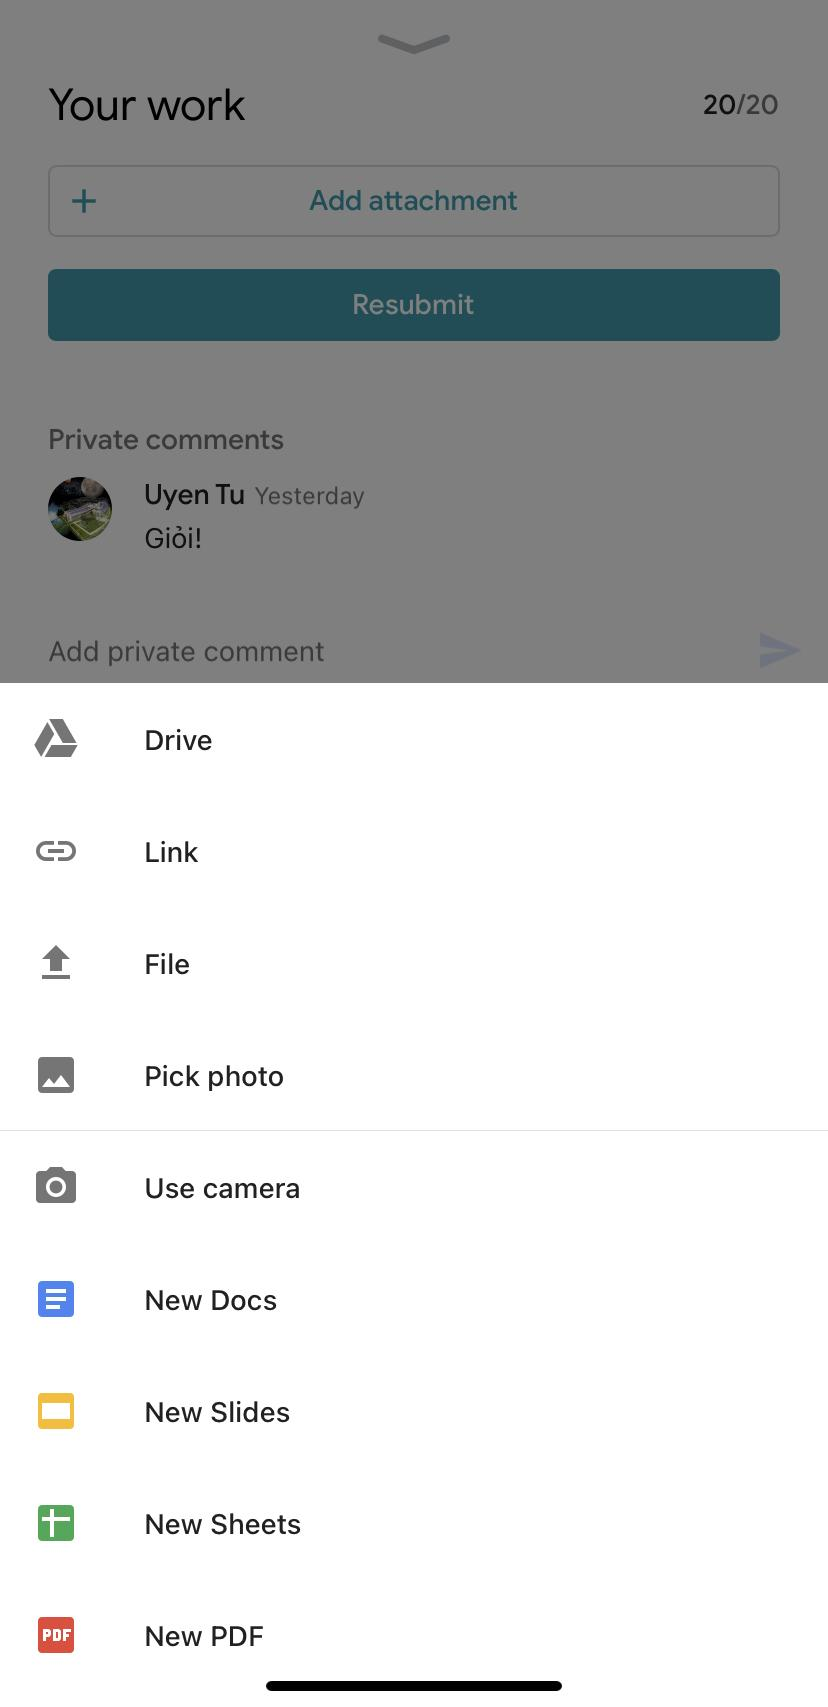 Your work 20/20
+ Add attachment
Resubmit
Private comments
Uyen Tu Yesterday
Giỏi!
Add private comment
Drive
Link
File
Pick photo
Use camera
New Docs
New Slides
New Sheets
PDF New PDF